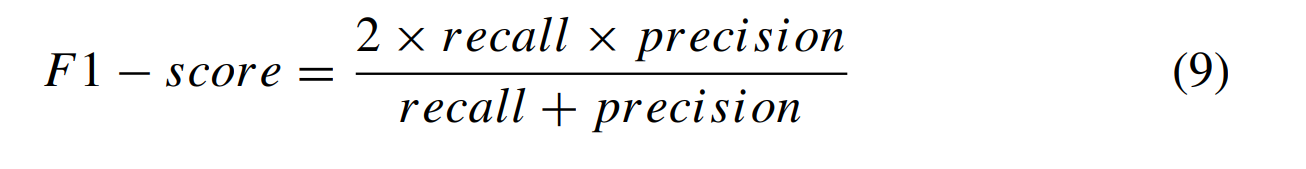 F1 − score = 2 × recall × precision / recall + precision (9)